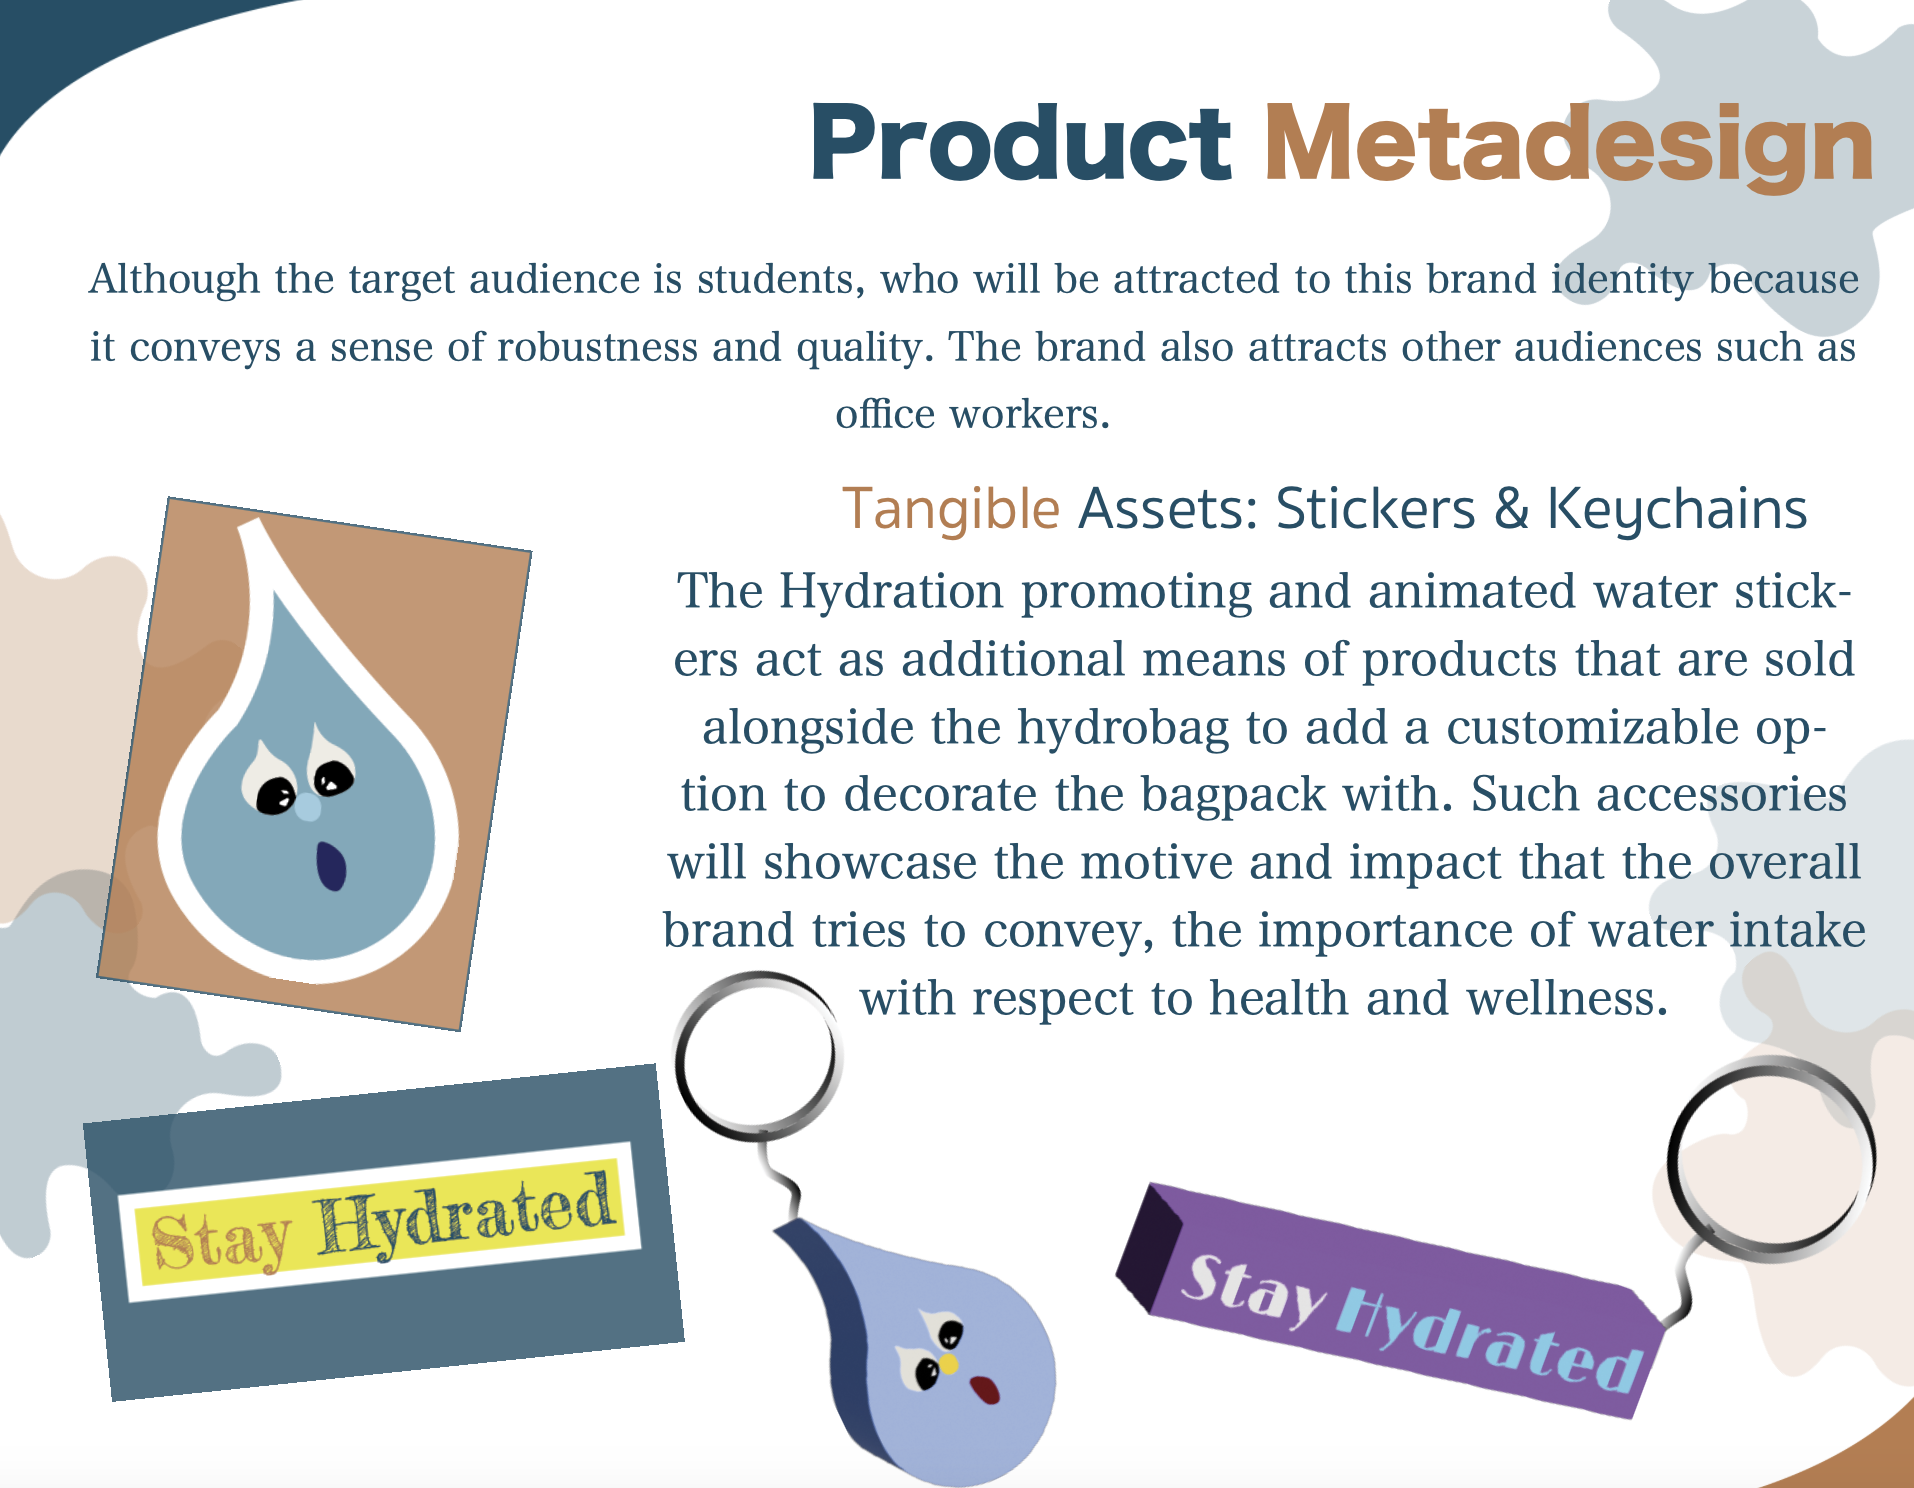 Product Metadesign
Although the target audience is students, who will be attracted to this brand identity because
it conveys a sense of robustness and quality. The brand also attracts other audiences such as
office workers.
Tangible Assets: Stickers & Keychains
The Hydration promoting and animated water stick-
ers act as additional means of products that are sold
alongside the hydrobag to add a customizable op-
tion to decorate the bagpack with. Such accessories
will showcase the motive and impact that the overall
brand tries to convey, the importance of water intake
with respect to health and wellness.
Stay Hydrated
Stay Hydrated